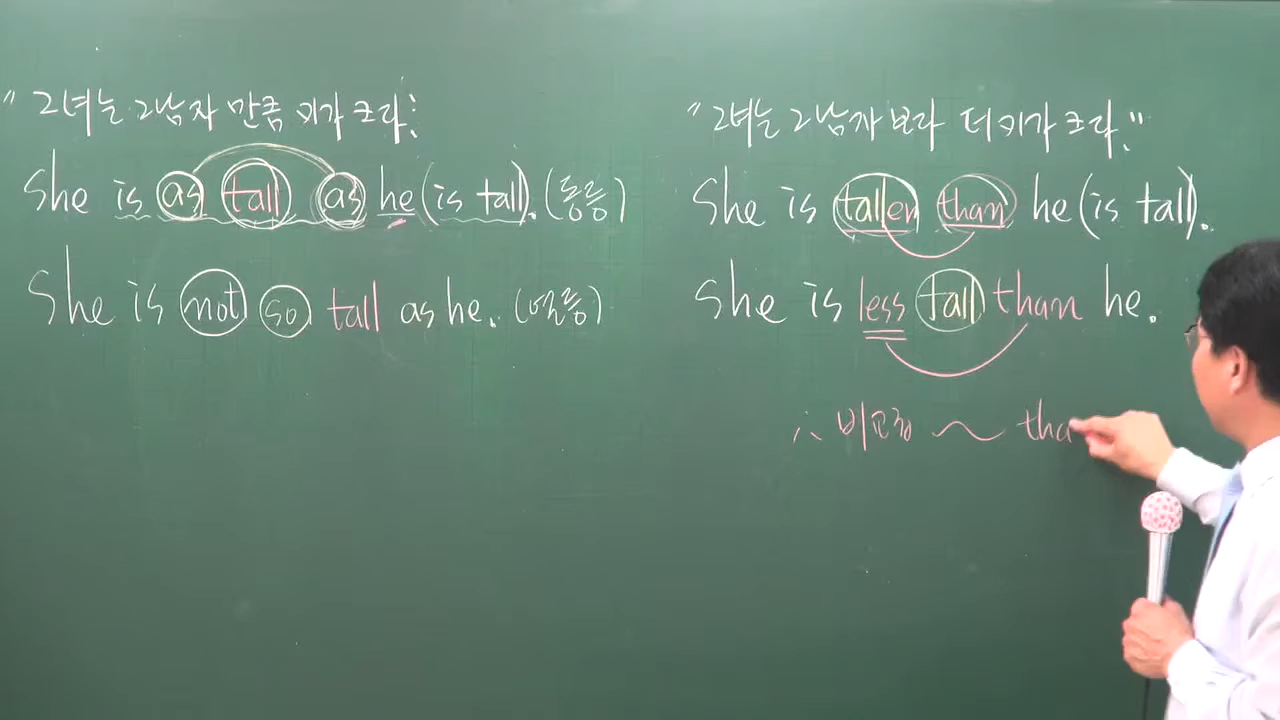 "그녀는 그남자 만큼 키가 크다."
She is as tall as he (is tall). (동등)
She is not so tall as he. (열등)
"그녀는 그남자 보다 더 키가 크다."
She is taller than he (is tall).
She is less tall than he.
∴ 비교급 ~ tha